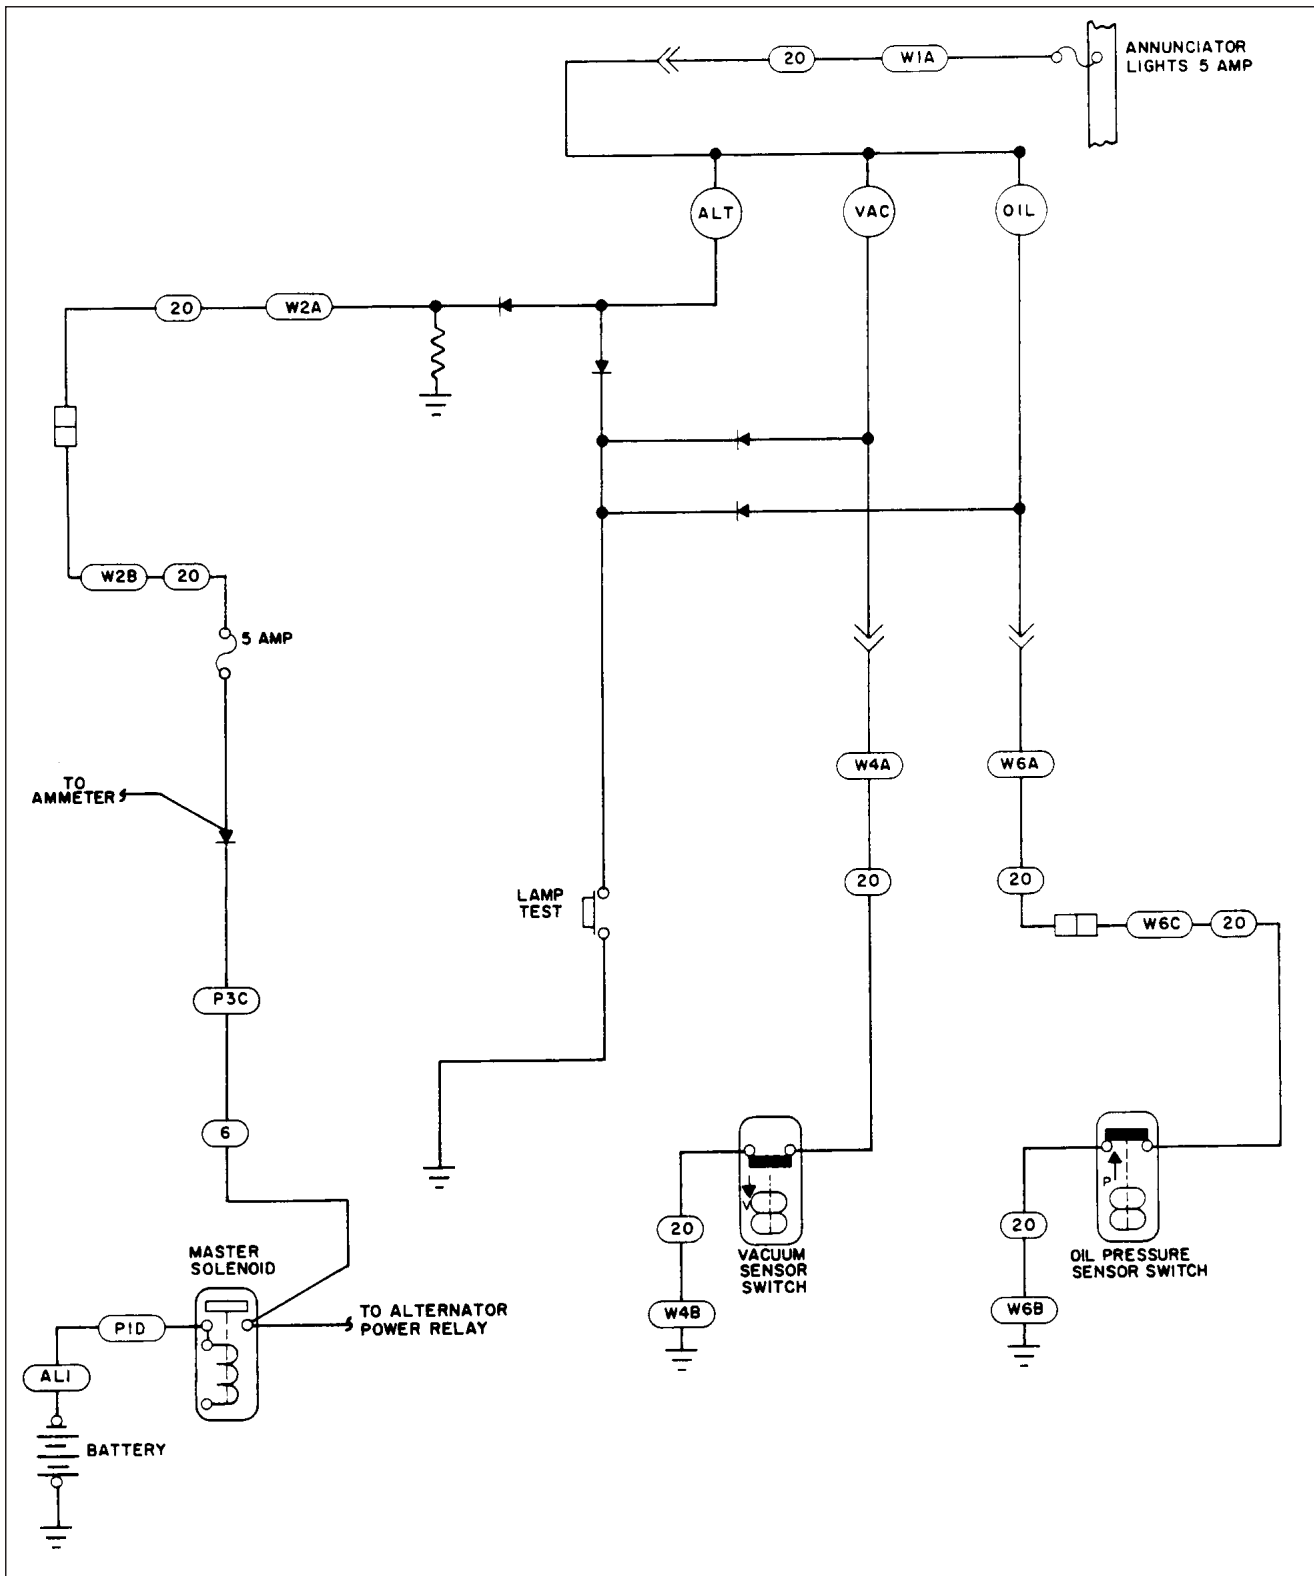 20
W1A
ANNUNCIATOR
LIGHTS 5 AMP
ALT
VAC
OIL
20
W2A
W2B
20
5 AMP
TO
AMMETER
W4A
W6A
20
20
LAMP
TEST
W6C
20
P3C
6
P
V
20
20
MASTER
SOLENOID
VACUUM
SENSOR
SWITCH
OIL PRESSURE
SENSOR SWITCH
P1D
TO ALTERNATOR
POWER RELAY
W4B
W6B
AL1
BATTERY